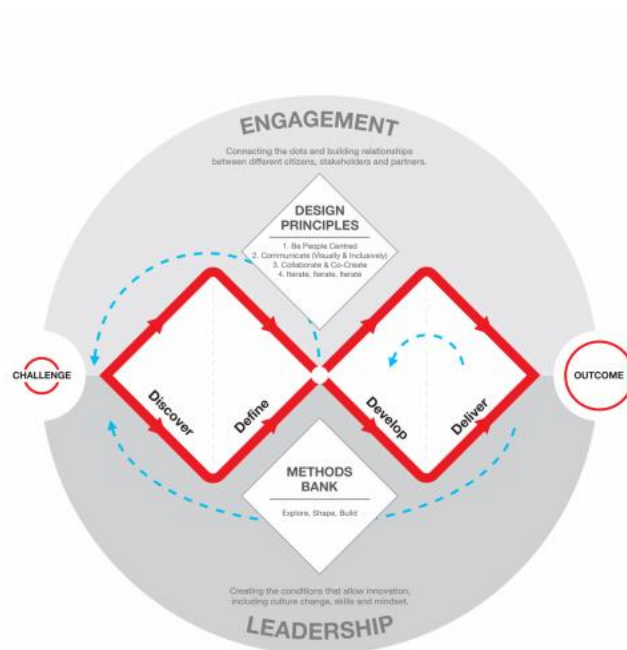 ENGAGEMENT
Connecting the dots and building relationships
between different citizens, stakeholders and partners.
DESIGN
PRINCIPLES
1. Be People Centred
2. Communicate (Visually & Inclusively)
3. Collaborate & Co-Create
4. Iterate, Iterate, Iterate
CHALLENGE
OUTCOME
Discover
Define
Develop
Deliver
METHODS
BANK
Explore, Shape, Build
Creating the conditions that allow innovation,
including culture change, skills and mindset.
LEADERSHIP